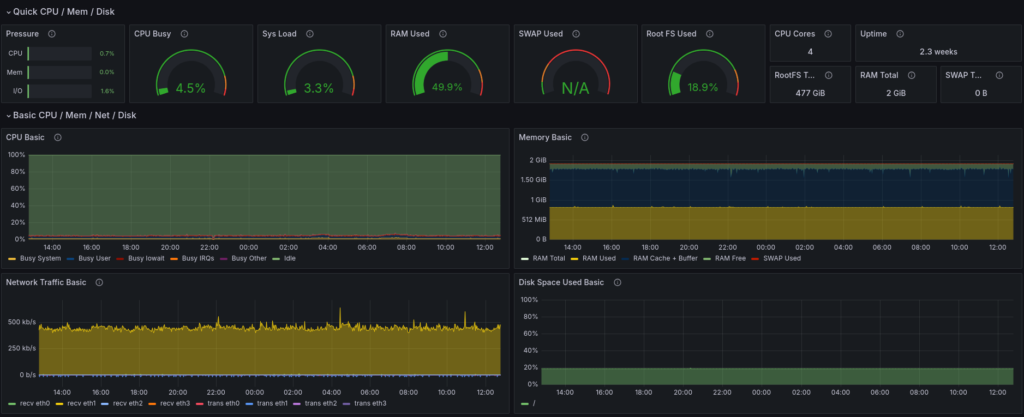 Quick CPU / Mem / Disk
Pressure
CPU 0.7%
Mem 0.0%
I/O 1.6%
CPU Busy
4.5%
Sys Load
3.3%
RAM Used
49.9%
SWAP Used
N/A
Root FS Used
18.9%
CPU Cores
4
Uptime
2.3 weeks
RootFS T...
477 GiB
RAM Total
2 GiB
SWAP T...
0 B
Basic CPU / Mem / Net / Disk
CPU Basic
100%
80%
60%
40%
20%
0%
14:00 16:00 18:00 20:00 22:00 00:00 02:00 04:00 06:00 08:00 10:00 12:00
Busy System Busy User Busy Iowait Busy IRQs Busy Other Idle
Memory Basic
2 GiB
1.50 GiB
1 GiB
512 MiB
0 B
14:00 16:00 18:00 20:00 22:00 00:00 02:00 04:00 06:00 08:00 10:00 12:00
RAM Total RAM Used RAM Cache + Buffer RAM Free SWAP Used
Network Traffic Basic
500 kb/s
250 kb/s
0 b/s
14:00 16:00 18:00 20:00 22:00 00:00 02:00 04:00 06:00 08:00 10:00 12:00
recv eth0 recv eth1 recv eth2 recv eth3 trans eth0 trans eth1 trans eth2 trans eth3
Disk Space Used Basic
100%
80%
60%
40%
20%
0%
14:00 16:00 18:00 20:00 22:00 00:00 02:00 04:00 06:00 08:00 10:00 12:00
/